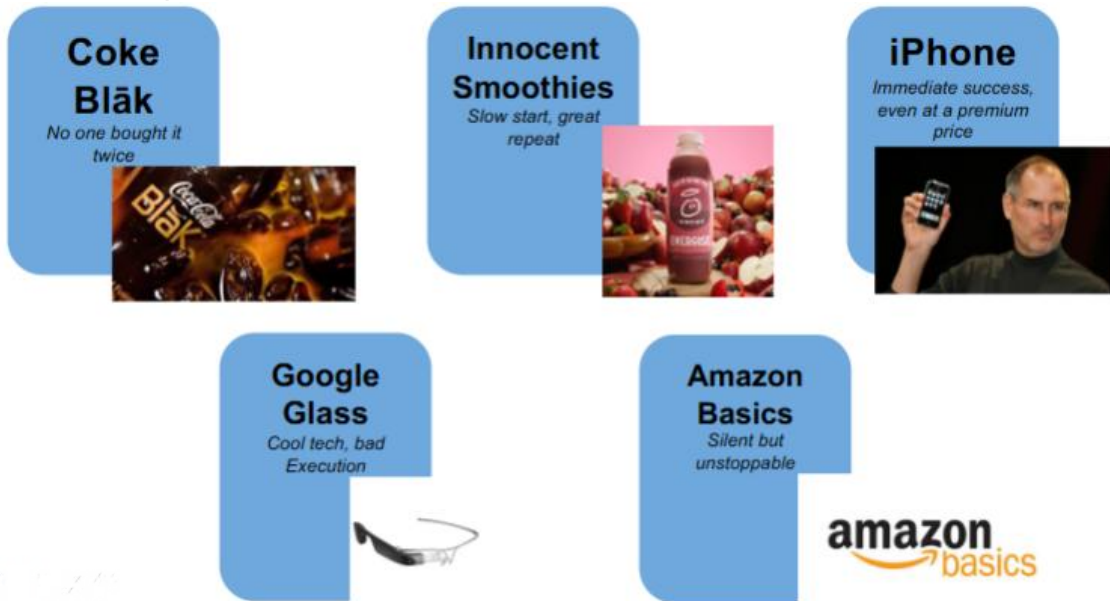 Coke
Blāk
No one bought it
twice
Coca-Cola
Blāk
Innocent
Smoothies
Slow start, great
repeat
ENERGISE
iPhone
Immediate success,
even at a premium
price
Google
Glass
Cool tech, bad
Execution
Amazon
Basics
Silent but
unstoppable
amazon
basics